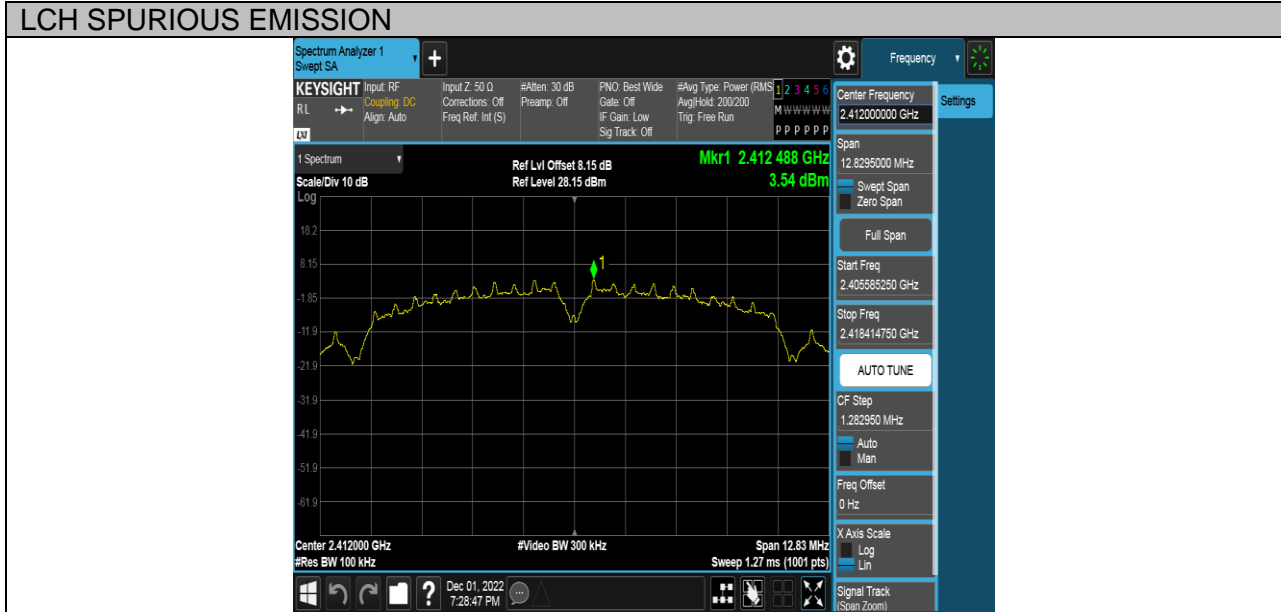 LCH SPURIOUS EMISSION
Spectrum Analyzer 1
Swept SA
+
Frequency
KEYSIGHT
RL
LXI
Input: RF
Coupling: DC
Align: Auto
Input Z: 50 Ω
Corrections: Off
Freq Ref: Int (S)
#Atten: 30 dB
Preamp: Off
PNO: Best Wide
Gate: Off
IF Gain: Low
Sig Track: Off
#Avg Type: Power (RMS
Avg|Hold: 200/200
Trig: Free Run
1 2 3 4 5 6
M W W W W W
P P P P P P
1 Spectrum
Scale/Div 10 dB
Log
Ref Lvl Offset 8.15 dB
Ref Level 28.15 dBm
Mkr1 2.412 488 GHz
3.54 dBm
1
18.2
8.15
-1.85
-11.9
-21.9
-31.9
-41.9
-51.9
-61.9
Center 2.412000 GHz
#Res BW 100 kHz
#Video BW 300 kHz
Span 12.83 MHz
Sweep 1.27 ms (1001 pts)
Center Frequency
2.412000000 GHz
Settings
Span
12.8295000 MHz
Swept Span
Zero Span
Full Span
Start Freq
2.405585250 GHz
Stop Freq
2.418414750 GHz
AUTO TUNE
CF Step
1.282950 MHz
Auto
Man
Freq Offset
0 Hz
X Axis Scale
Log
Lin
Signal Track
(Span Zoom)
?
Dec 01, 2022
7:28:47 PM